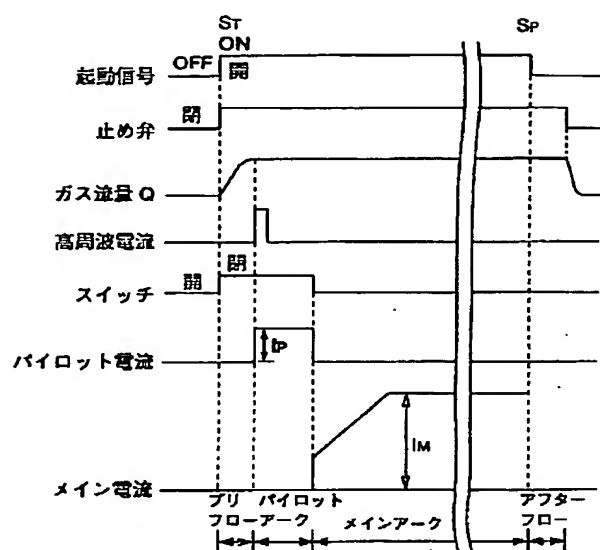 ST
SP
ON
OFF
開
起動信号
閉
止め弁
ガス流量 Q
高周波電流
閉
開
スイッチ
IP
パイロット電流
IM
メイン電流
プリ
フロー
パイロット
アーク
メインアーク
アフター
フロー